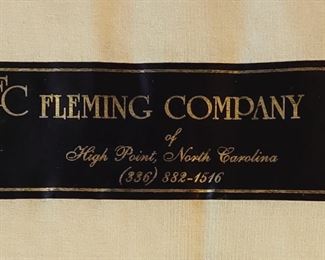 FC FLEMING COMPANY
of
High Point, North Carolina
(336) 882-1516